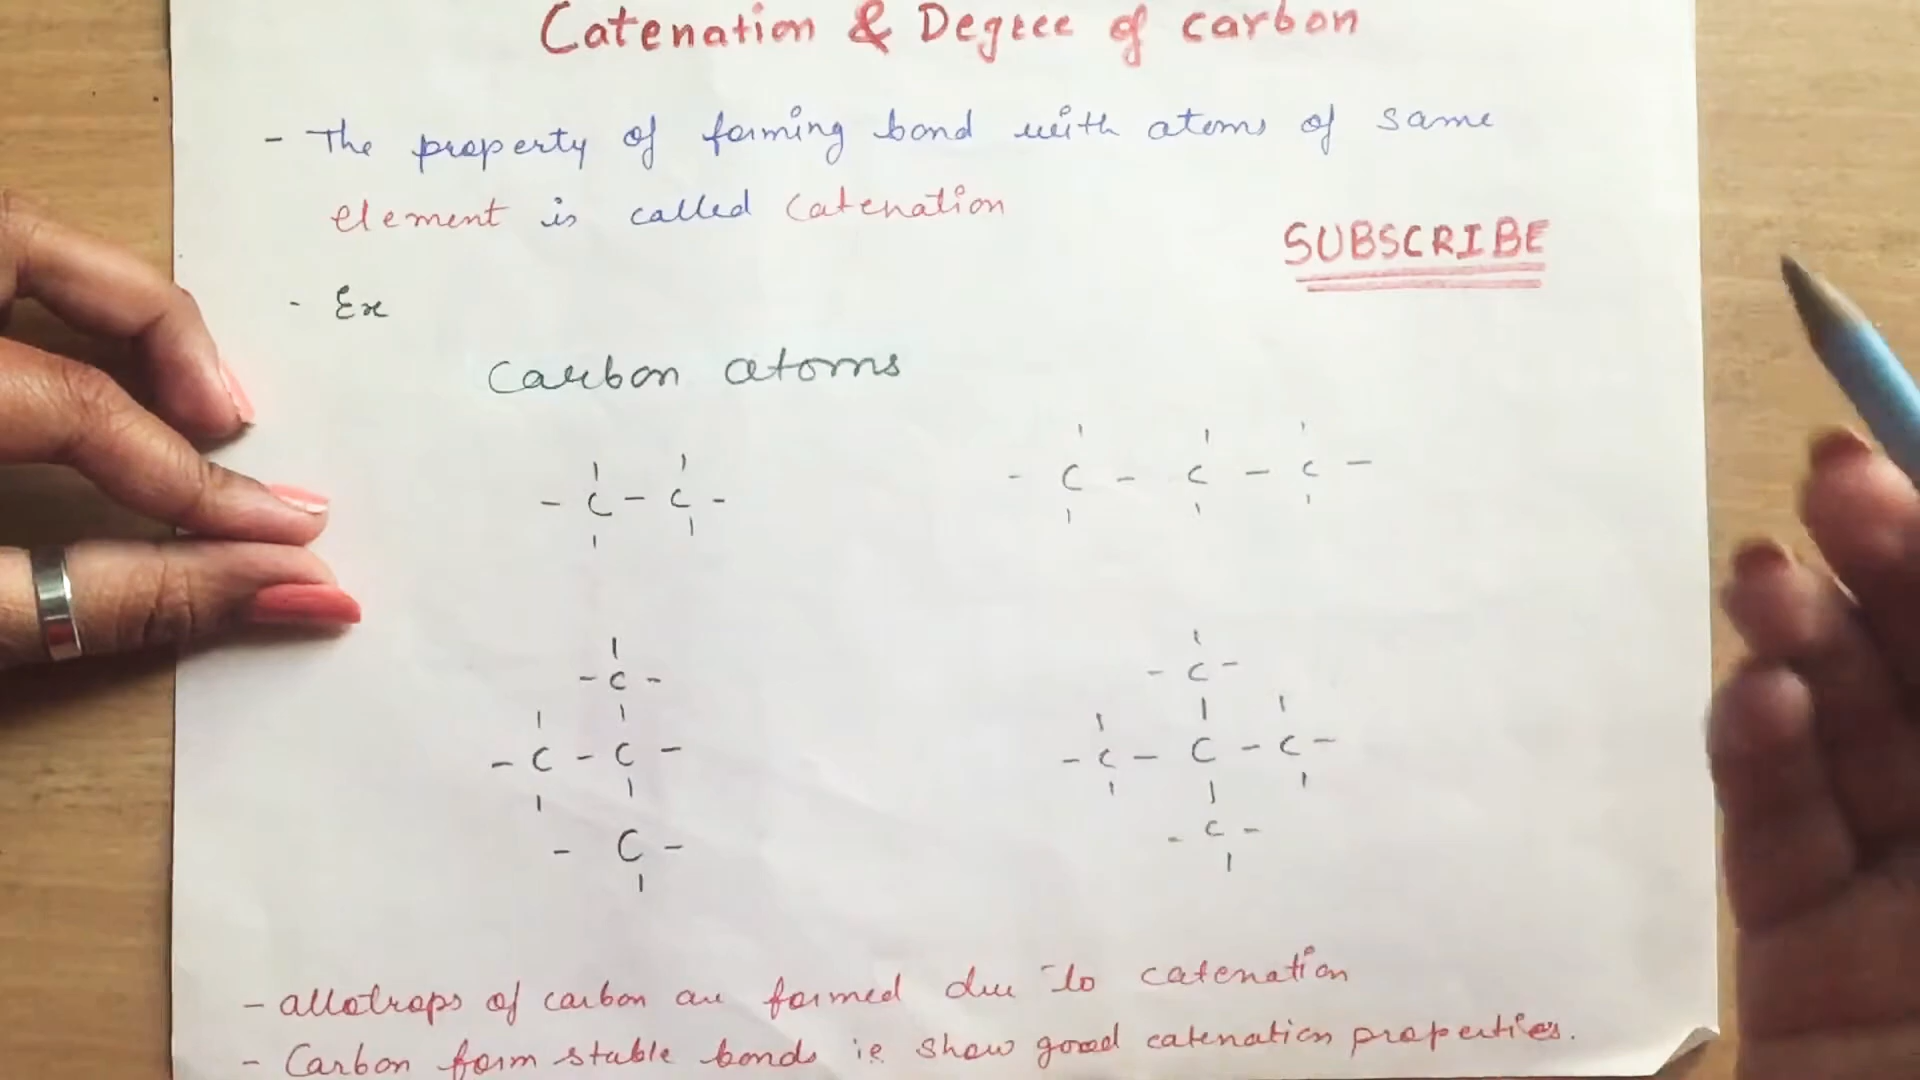 Catenation & Degree of carbon
- The property of forming bond with atoms of same
element is called Catenation
SUBSCRIBE
- Ex
Carbon atoms
- C - C -
- C - C - C -
- C -
- C - C -
- C -
- C -
- C - C - C -
- C -
- allotrops of carbon are formed due to catenation
- Carbon form stable bonds ie show good catenation properties.